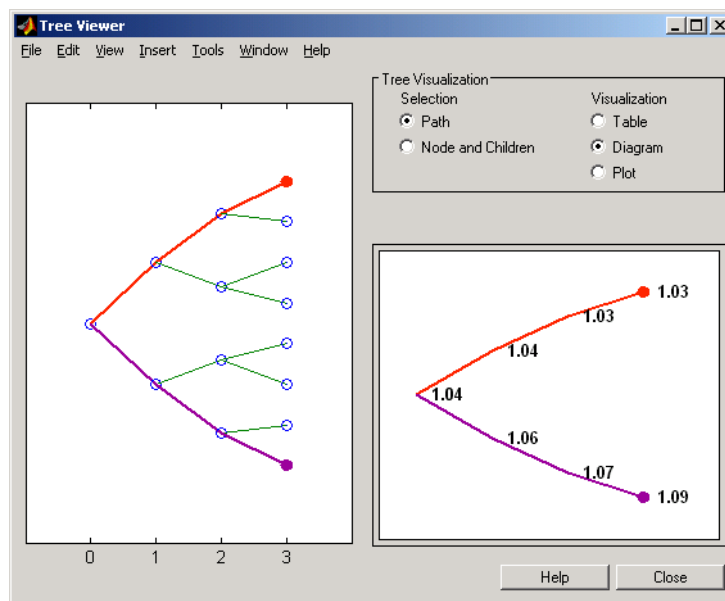 Tree Viewer
File Edit View Insert Tools Window Help
Tree Visualization
Selection
Path
Node and Children
Visualization
Table
Diagram
Plot
0 1 2 3
1.03
1.03
1.04
1.04
1.06
1.07
1.09
Help Close